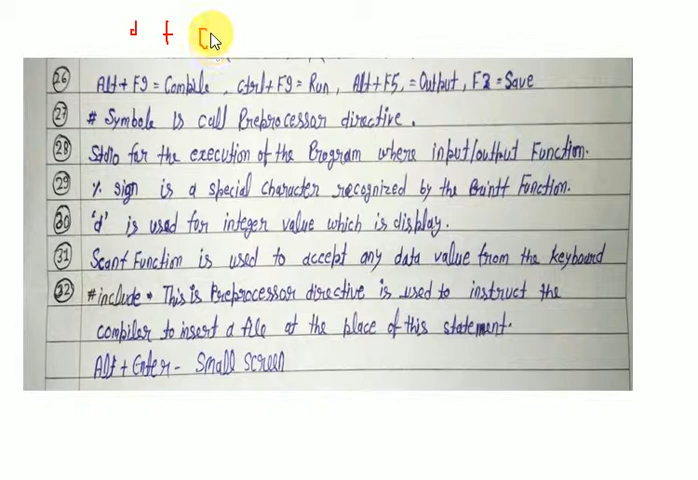 d f C
26 Alt + F9 = Combile, Ctrl + F9 = Run, Alt + F5, = Output, F2 = Save
27 # Symbole is call Preprocessor directive.
28 Stdio for the execution of the Program where input/output Function.
29 % sign is a special character recognized by the Printf Function.
30 'd' is used for integer value which is display.
31 Scanf Function is used to accept any data value from the keyboard
32 #include • This is Preprocessor directive is used to instruct the
compiler to insert a file at the place of this statement.
Alt + Enter - Small screen